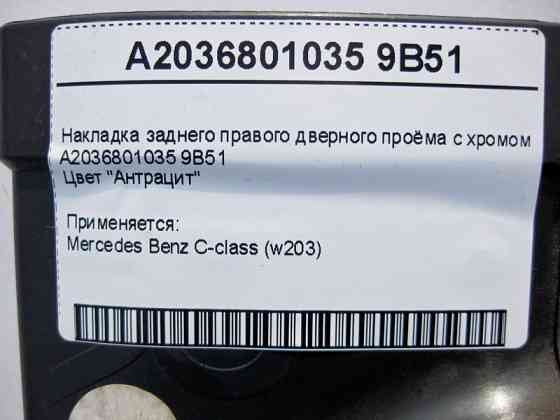 A2036801035 9B51
Накладка заднего правого дверного проёма с хромом
A2036801035 9B51
Цвет "Антрацит"
Применяется:
Mercedes Benz C-class (w203)